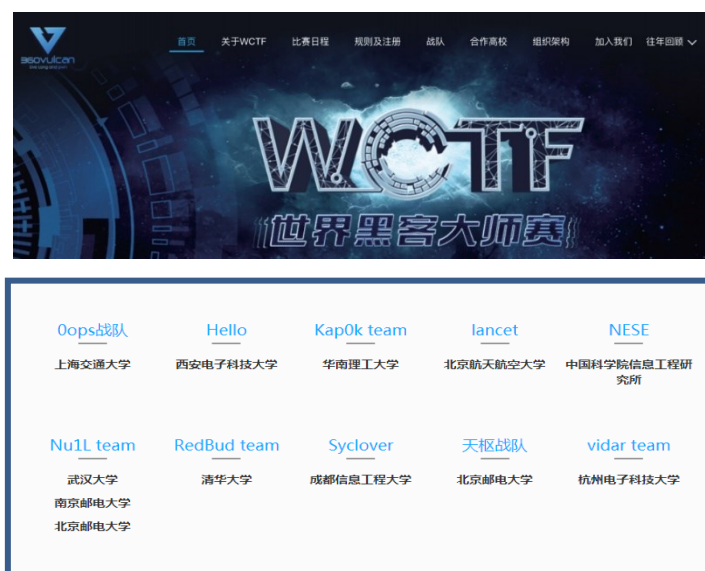 360vulcan
首页 关于WCTF 比赛日程 规则及注册 战队 合作高校 组织架构 加入我们 往年回顾
WCTF
世界黑客大师赛
0ops战队 Hello Kap0k team lancet NESE
上海交通大学 西安电子科技大学 华南理工大学 北京航天航空大学 中国科学院信息工程研
究所
Nu1L team RedBud team Syclover 天枢战队 vidar team
武汉大学 清华大学 成都信息工程大学 北京邮电大学 杭州电子科技大学
南京邮电大学
北京邮电大学